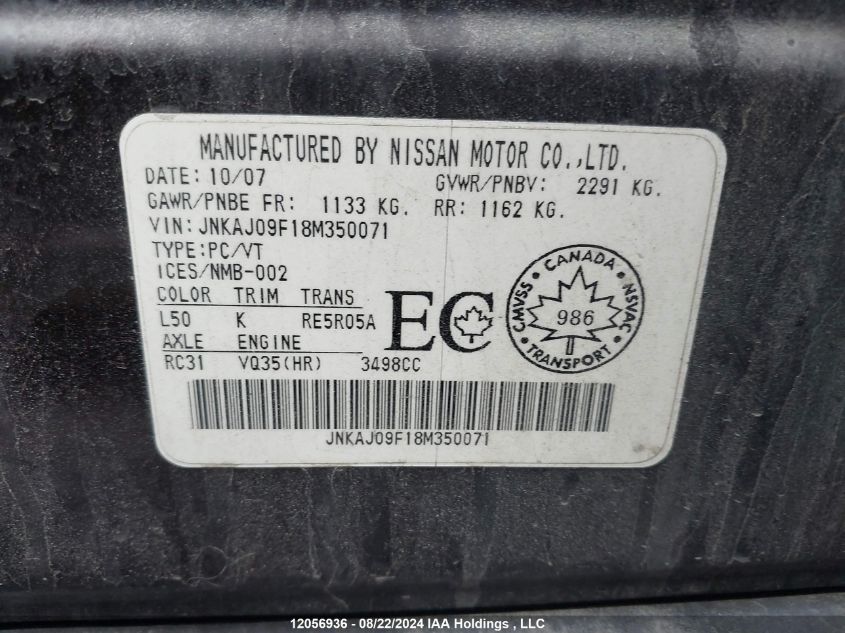 MANUFACTURED BY NISSAN MOTOR CO.,LTD.
DATE: 10/07 GVWR/PNBV: 2291 KG.
GAWR/PNBE FR: 1133 KG. RR: 1162 KG.
VIN: JNKAJ09F18M350071
TYPE:PC/VT
ICES/NMB-002
COLOR TRIM TRANS
L50 K RE5R05A
AXLE ENGINE
RC31 VQ35(HR) 3498CC
EC
CANADA
CMVSS NSVAC
986
TRANSPORT
JNKAJ09F18M350071
12056936 - 08/22/2024 IAA Holdings , LLC